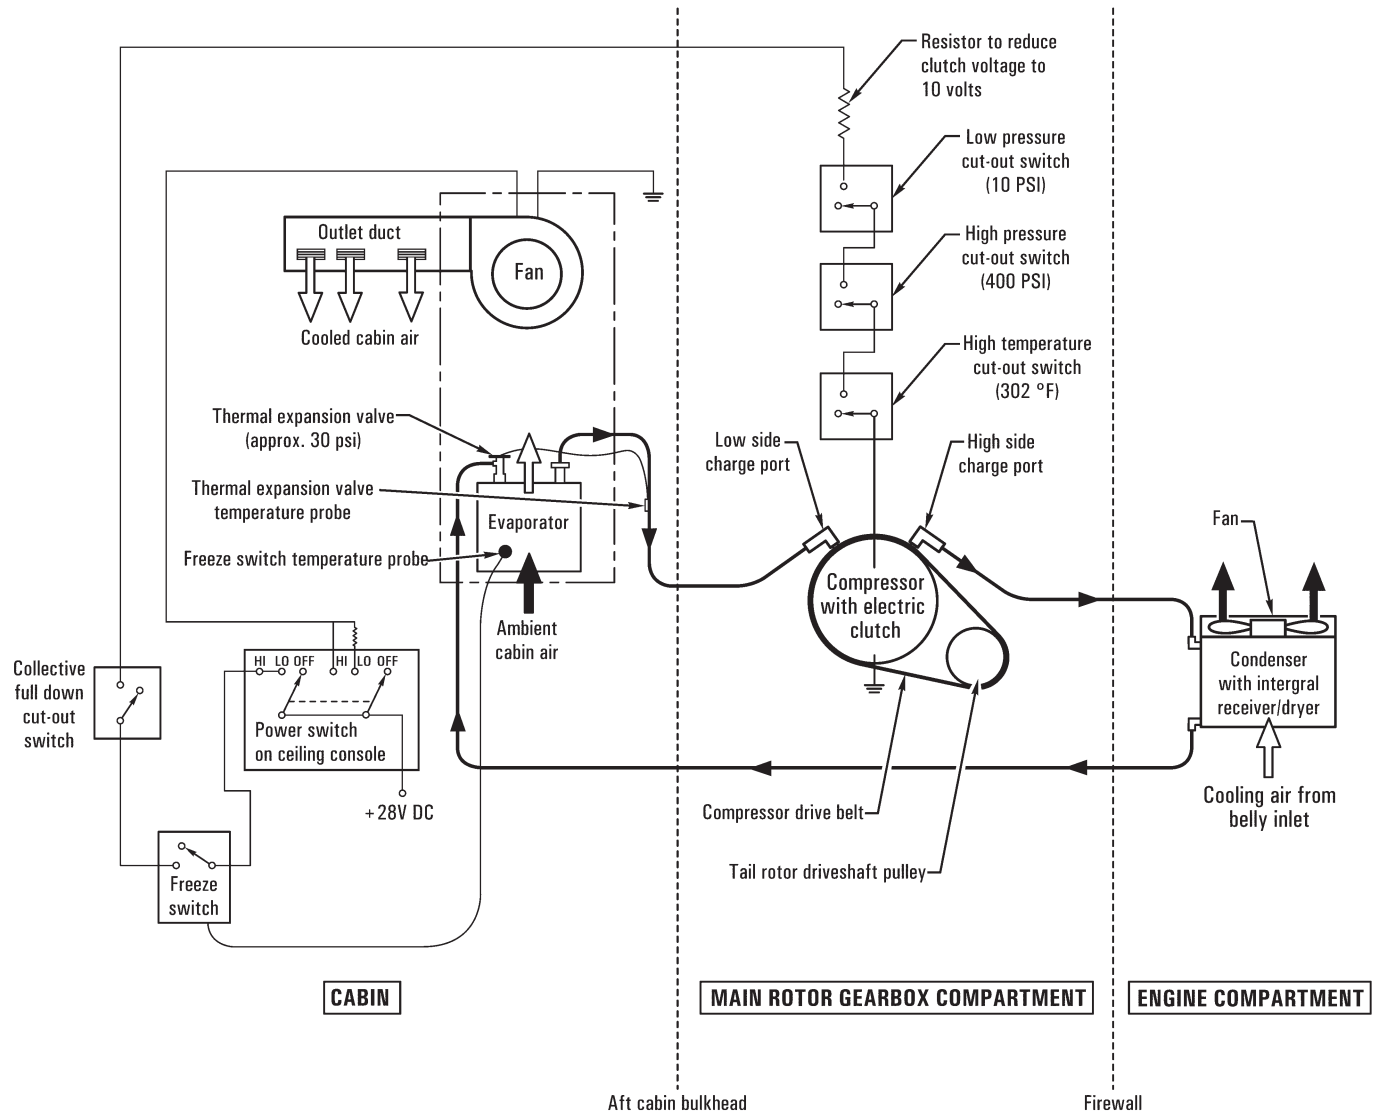 Resistor to reduce
clutch voltage to
10 volts
Low pressure
cut-out switch
(10 PSI)
High pressure
cut-out switch
(400 PSI)
High temperature
cut-out switch
(302 °F)
Outlet duct
Fan
Cooled cabin air
Thermal expansion valve
(approx. 30 psi)
Thermal expansion valve
temperature probe
Freeze switch temperature probe
Evaporator
Ambient
cabin air
Low side
charge port
High side
charge port
Compressor
with electric
clutch
Fan
Condenser
with intergral
receiver/dryer
Cooling air from
belly inlet
Collective
full down
cut-out
switch
HI LO OFF HI LO OFF
Power switch
on ceiling console
+28V DC
Freeze
switch
Compressor drive belt
Tail rotor driveshaft pulley
CABIN
MAIN ROTOR GEARBOX COMPARTMENT
ENGINE COMPARTMENT
Aft cabin bulkhead
Firewall